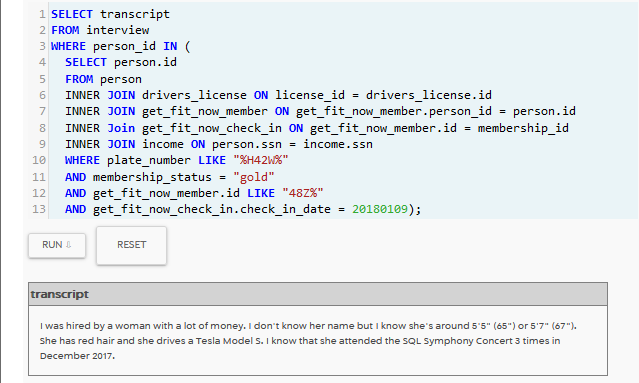 1 SELECT transcript
2 FROM interview
3 WHERE person_id IN (
4 SELECT person.id
5 FROM person
6 INNER JOIN drivers_license ON license_id = drivers_license.id
7 INNER JOIN get_fit_now_member ON get_fit_now_member.person_id = person.id
8 INNER Join get_fit_now_check_in ON get_fit_now_member.id = membership_id
9 INNER JOIN income ON person.ssn = income.ssn
10 WHERE plate_number LIKE "%H42W%"
11 AND membership_status = "gold"
12 AND get_fit_now_member.id LIKE "48Z%"
13 AND get_fit_now_check_in.check_in_date = 20180109);
RUN ⇩ RESET
transcript
I was hired by a woman with a lot of money. I don't know her name but I know she's around 5'5" (65") or 5'7" (67").
She has red hair and she drives a Tesla Model S. I know that she attended the SQL Symphony Concert 3 times in
December 2017.